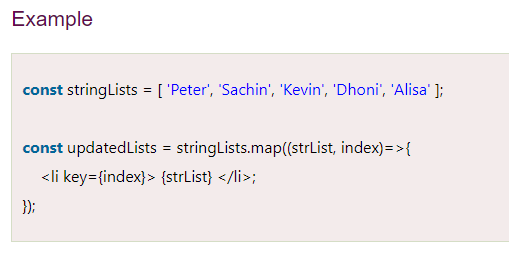 Example
const stringLists = [ 'Peter', 'Sachin', 'Kevin', 'Dhoni', 'Alisa' ];
const updatedLists = stringLists.map((strList, index)=>{
<li key={index}> {strList} </li>;
});